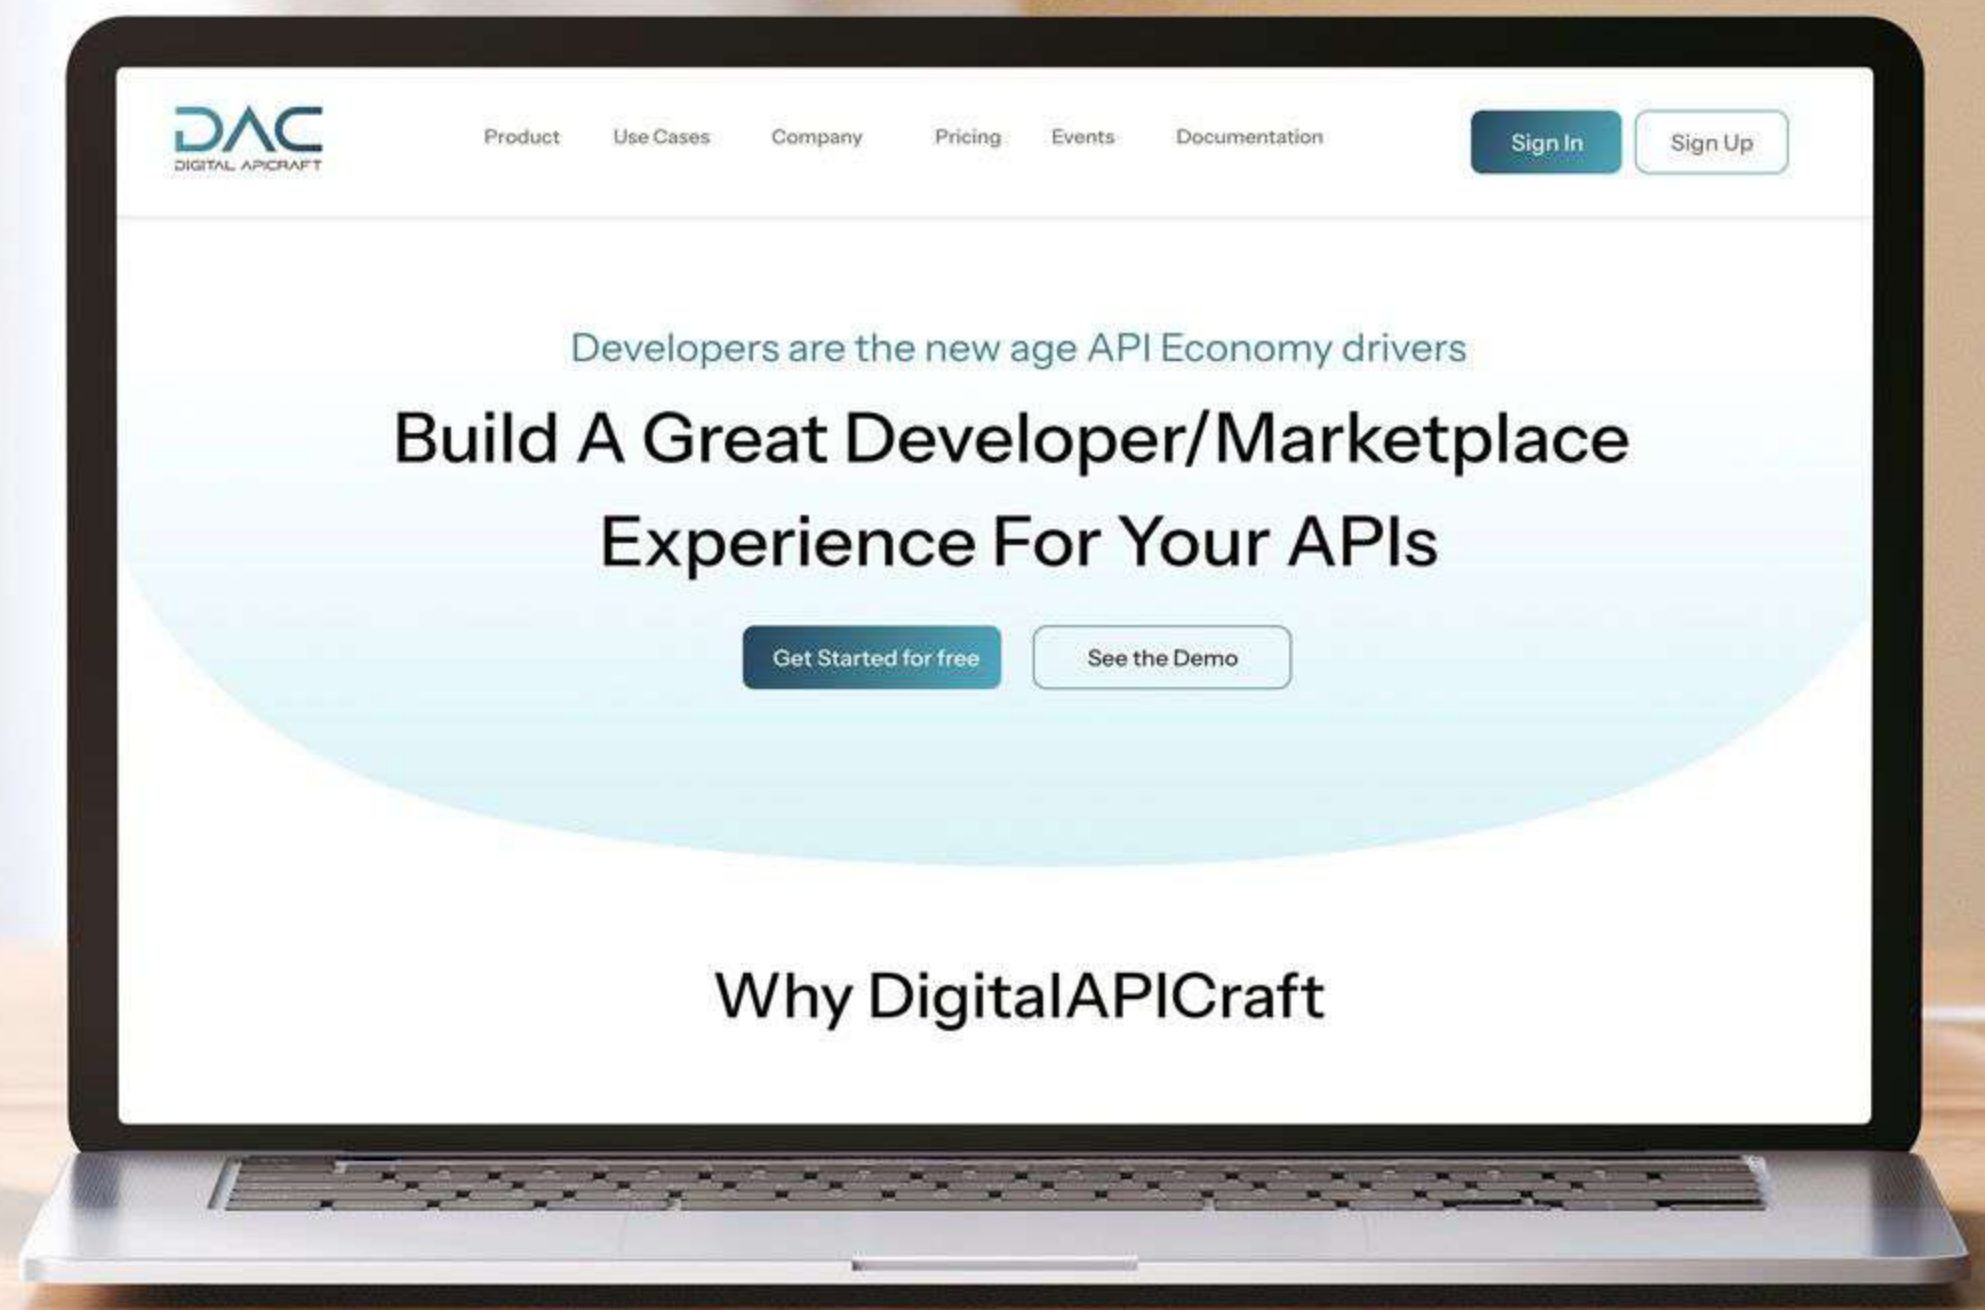 DAC
DIGITAL APICRAFT
Product
Use Cases
Company
Pricing
Events
Documentation
Sign In
Sign Up
Developers are the new age API Economy drivers
Build A Great Developer/Marketplace
Experience For Your APIs
Get Started for free
See the Demo
Why DigitalAPICraft